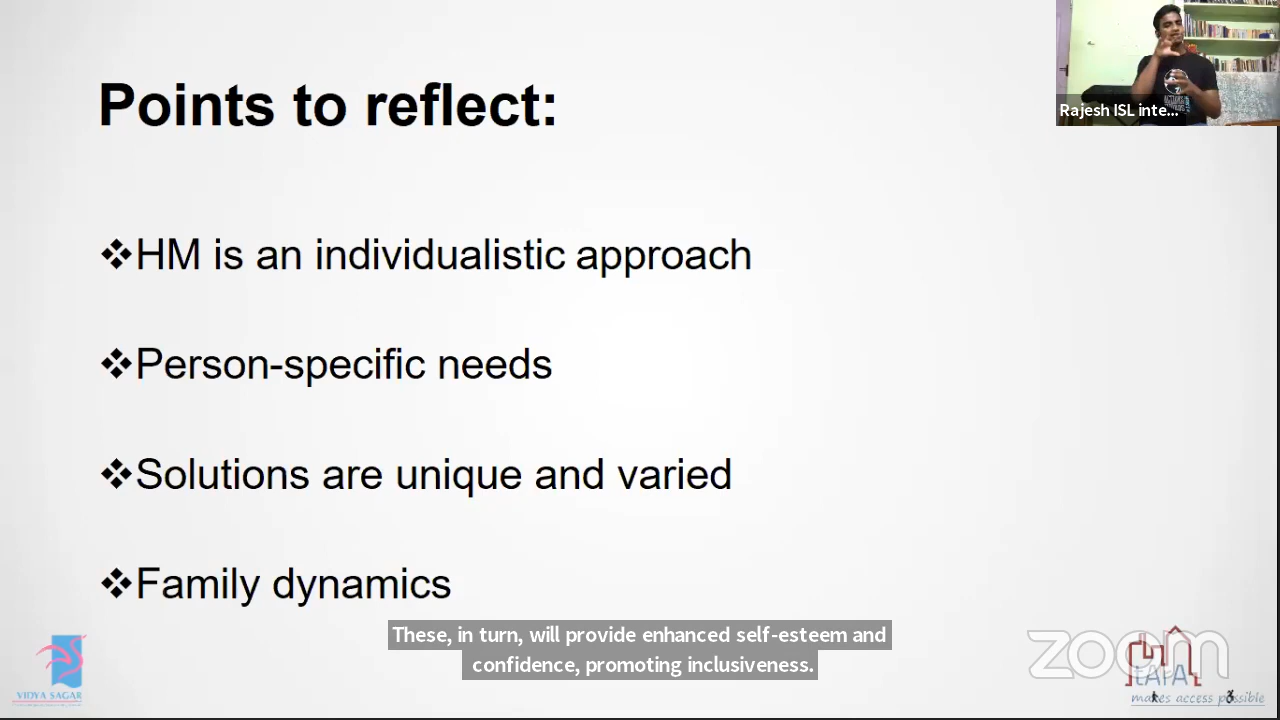 Points to reflect:
Rajesh ISL inte...
❖HM is an individualistic approach
❖Person-specific needs
❖Solutions are unique and varied
❖Family dynamics
These, in turn, will provide enhanced self-esteem and
confidence, promoting inclusiveness.
VIDYA SAGAR
zoom
tAPA
makes access possible